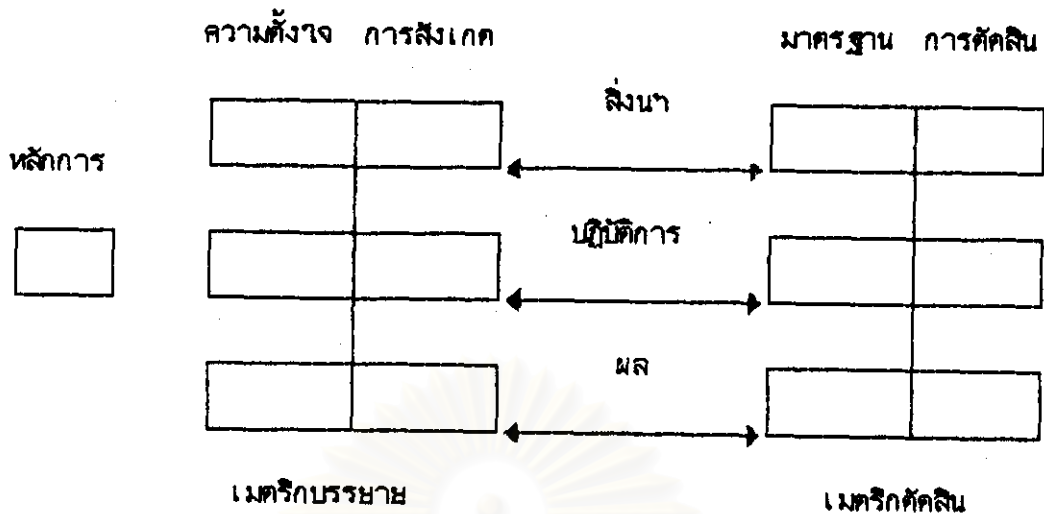 ความตั้งใจ การสังเกต มาตรฐาน การตัดสิน
สิ่งนำ
หลักการ
ปฏิบัติการ
ผล
เมตริกบรรยาย เมตริกตัดสิน